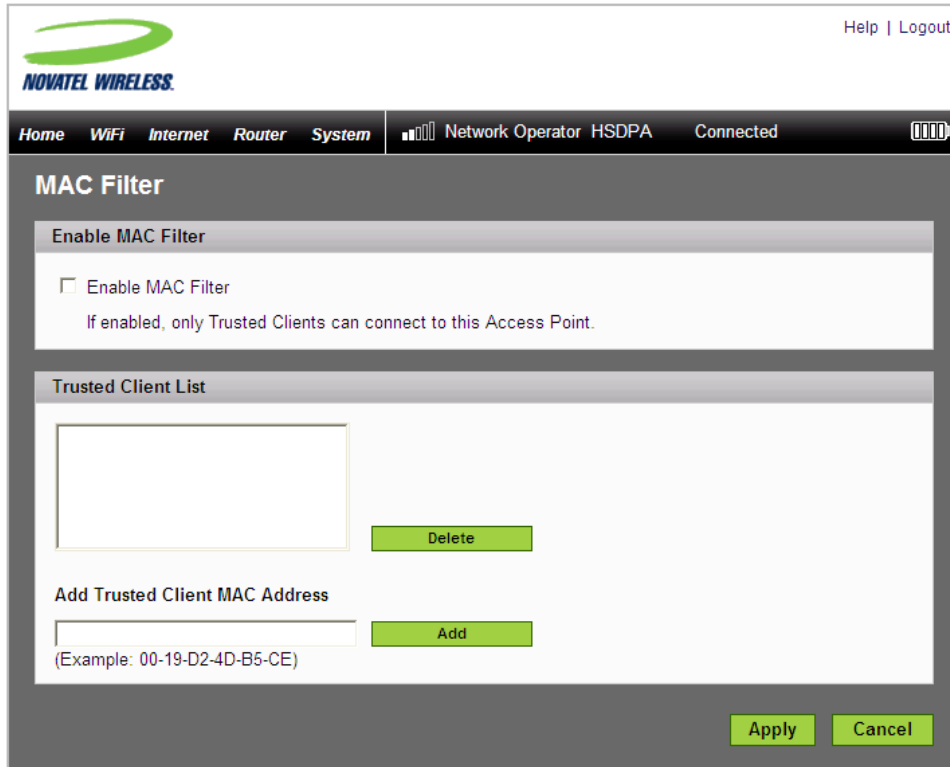 Help | Logout
NOVATEL WIRELESS.
Home WiFi Internet Router System Network Operator HSDPA Connected
MAC Filter
Enable MAC Filter
Enable MAC Filter
If enabled, only Trusted Clients can connect to this Access Point.
Trusted Client List
Delete
Add Trusted Client MAC Address
Add
(Example: 00-19-D2-4D-B5-CE)
Apply Cancel